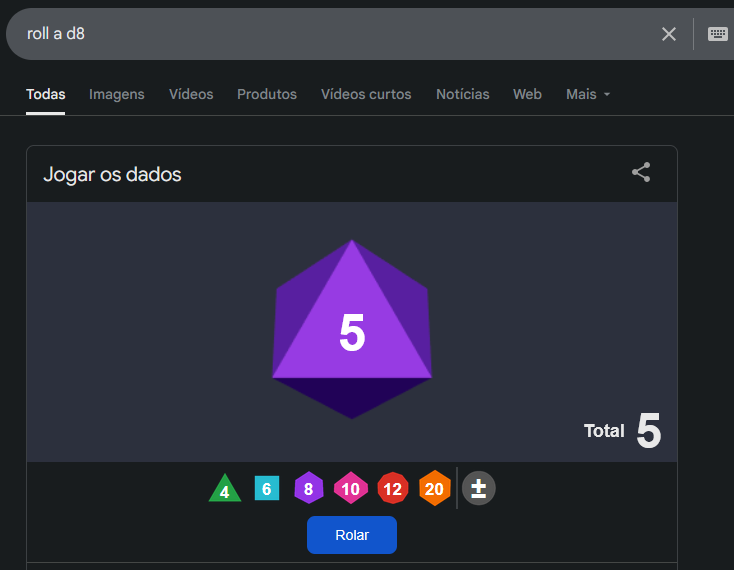 roll a d8
Todas Imagens Vídeos Produtos Vídeos curtos Notícias Web Mais
Jogar os dados
5
Total 5
4 6 8 10 12 20 ±
Rolar